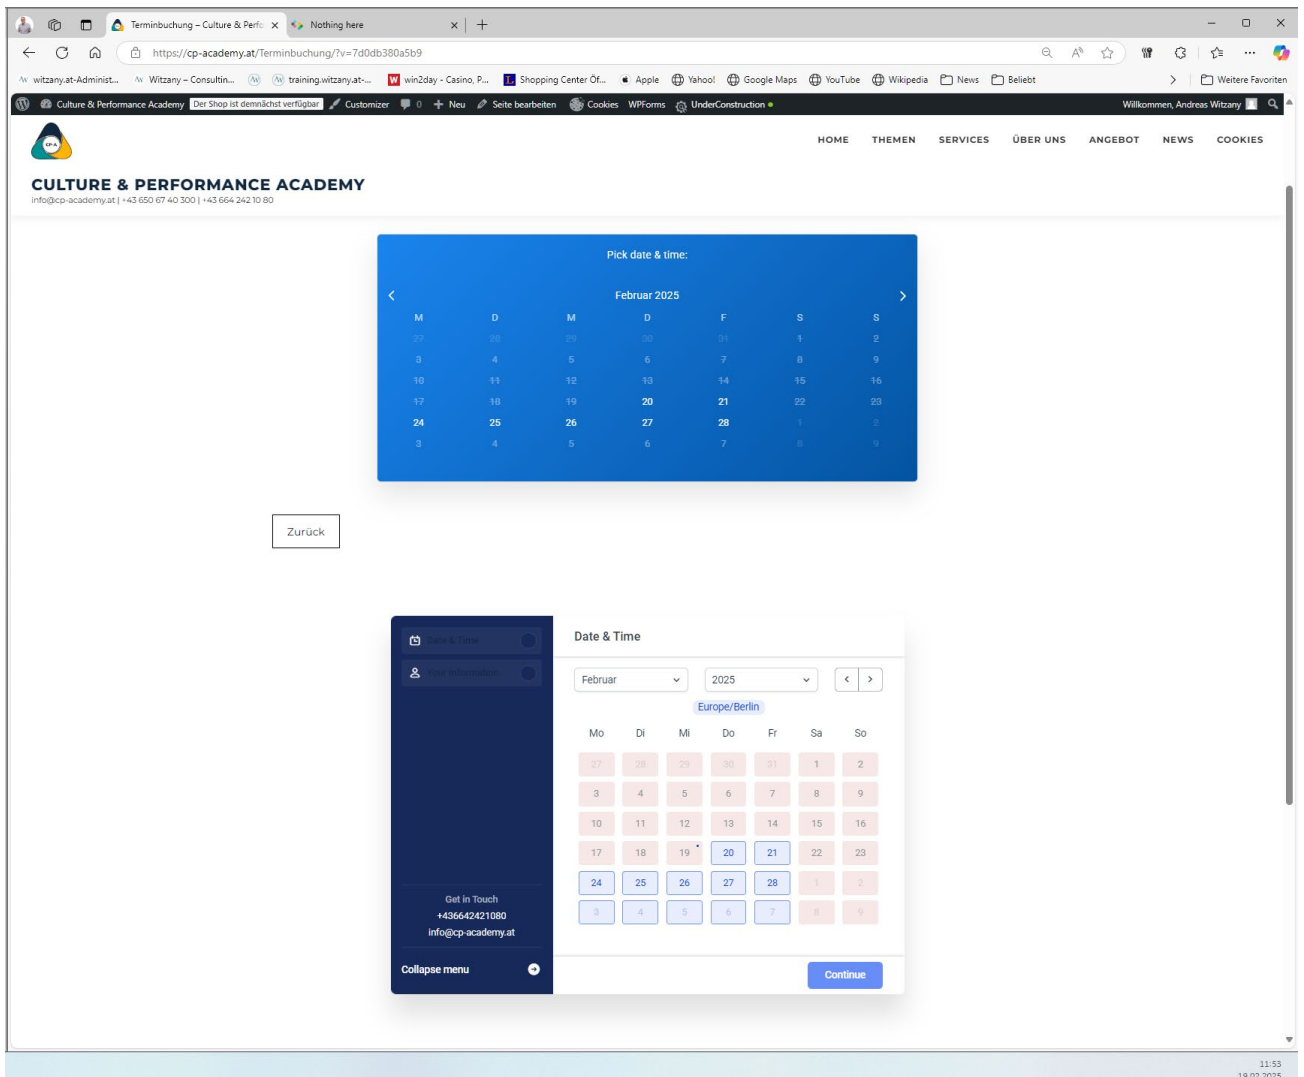 Terminbuchung – Culture & Perfo
Nothing here
https://cp-academy.at/Terminbuchung/?v=7d0db380a5b9
witzany.at-Administ...
Witzany – Consultin...
training.witzany.at-...
win2day - Casino, P...
Shopping Center Öf...
Apple
Yahoo!
Google Maps
YouTube
Wikipedia
News
Beliebt
Weitere Favoriten
Culture & Performance Academy
Der Shop ist demnächst verfügbar
Customizer
0
Neu
Seite bearbeiten
Cookies
WPForms
UnderConstruction
Willkommen, Andreas Witzany
CP-A
HOME THEMEN SERVICES ÜBER UNS ANGEBOT NEWS COOKIES
CULTURE & PERFORMANCE ACADEMY
info@cp-academy.at | +43 650 67 40 300 | +43 664 242 10 80
Pick date & time:
Februar 2025
M D M D F S S
27 28 29 30 31 1 2
3 4 5 6 7 8 9
10 11 12 13 14 15 16
17 18 19 20 21 22 23
24 25 26 27 28 1 2
3 4 5 6 7 8 9
Zurück
Date & Time
Your Information
Get in Touch
+436642421080
info@cp-academy.at
Collapse menu
Date & Time
Februar
2025
Europe/Berlin
Mo Di Mi Do Fr Sa So
27 28 29 30 31 1 2
3 4 5 6 7 8 9
10 11 12 13 14 15 16
17 18 19 20 21 22 23
24 25 26 27 28 1 2
3 4 5 6 7 8 9
Continue
11:53
19.02.2025